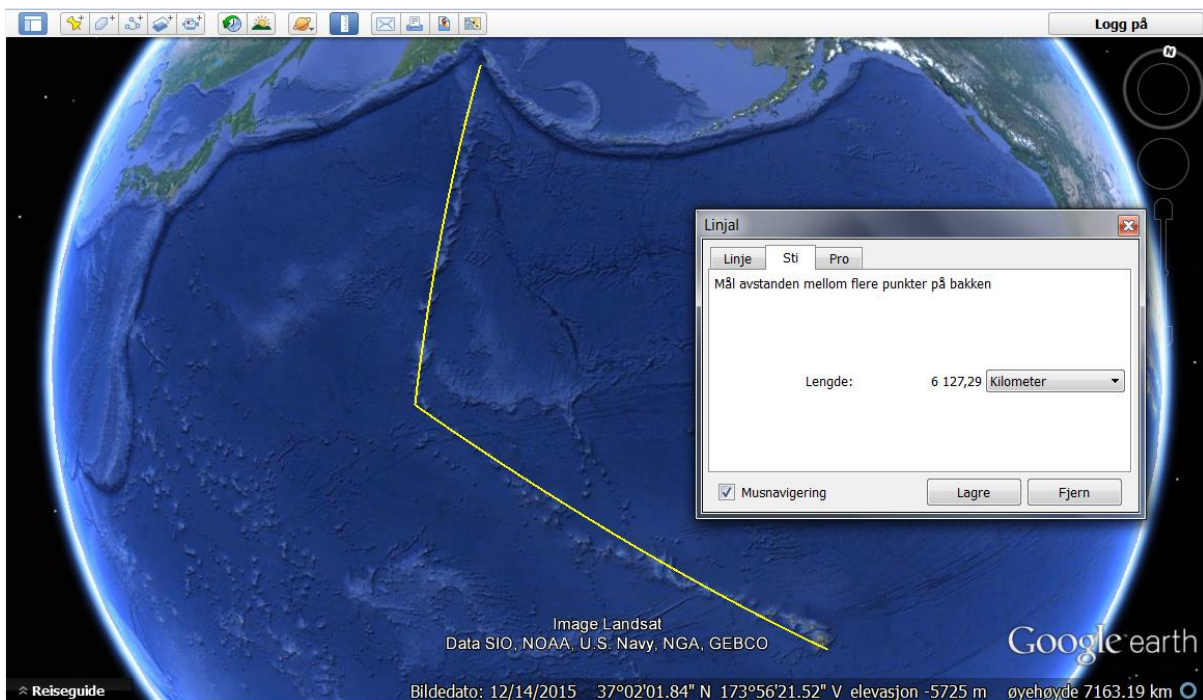 Logg på
N
Linjal
Linje Sti Pro
Mål avstanden mellom flere punkter på bakken
Lengde: 6 127,29 Kilometer
Musnavigering Lagre Fjern
Image Landsat
Data SIO, NOAA, U.S. Navy, NGA, GEBCO
Google earth
Reiseguide
Bildedato: 12/14/2015 37°02'01.84" N 173°56'21.52" V elevasjon -5725 m øyehøyde 7163.19 km